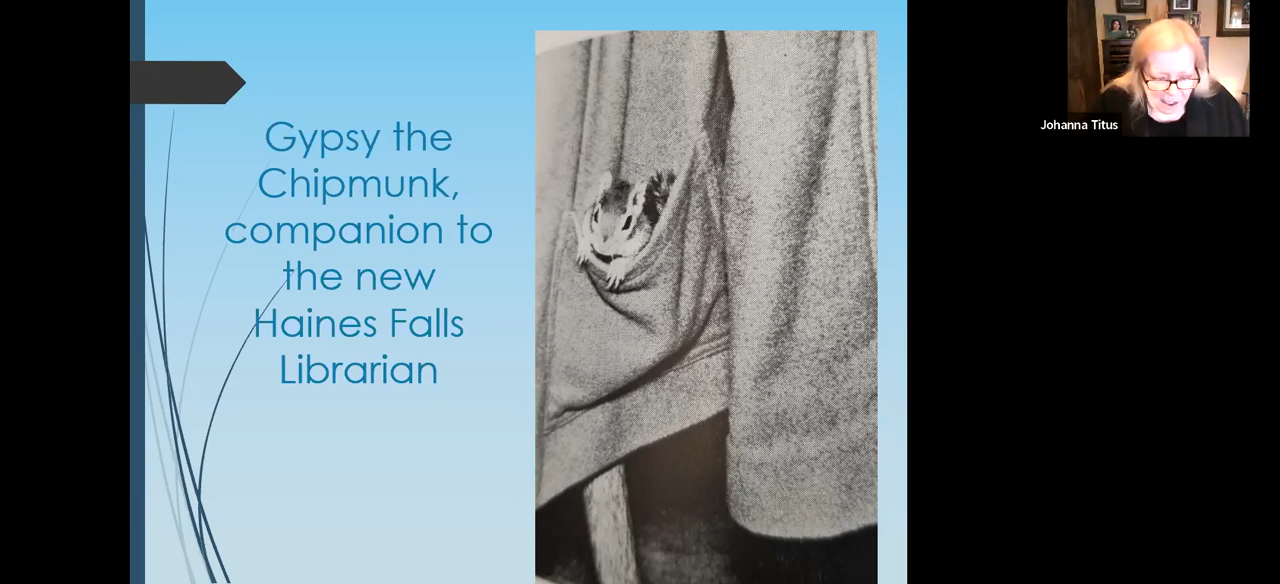 Gypsy the
Chipmunk,
companion to
the new
Haines Falls
Librarian
Johanna Titus